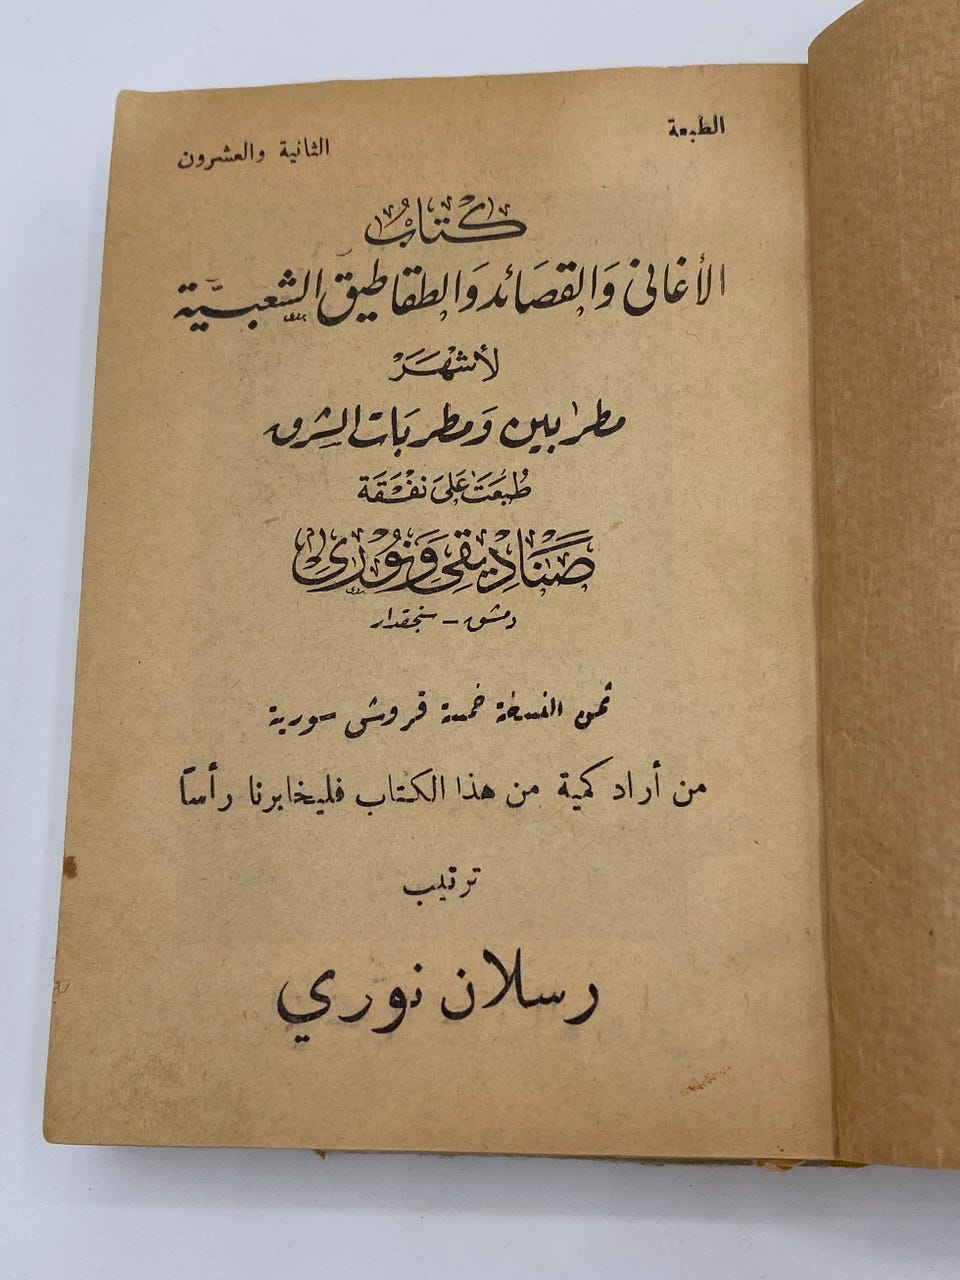 الطبعة الثانية والعشرون
كتاب
الأغاني والقصائد والطقاطيق الشعبية
لأشهر
مطربين ومطربات الشرق
طبعت على نفقة
صناديقي ونوري
دمشق - سنجقدار
ثمن النسخة خمسة قروش سورية
من أراد كمية من هذا الكتاب فليخابرنا رأساً
ترتيب
رسلان نوري